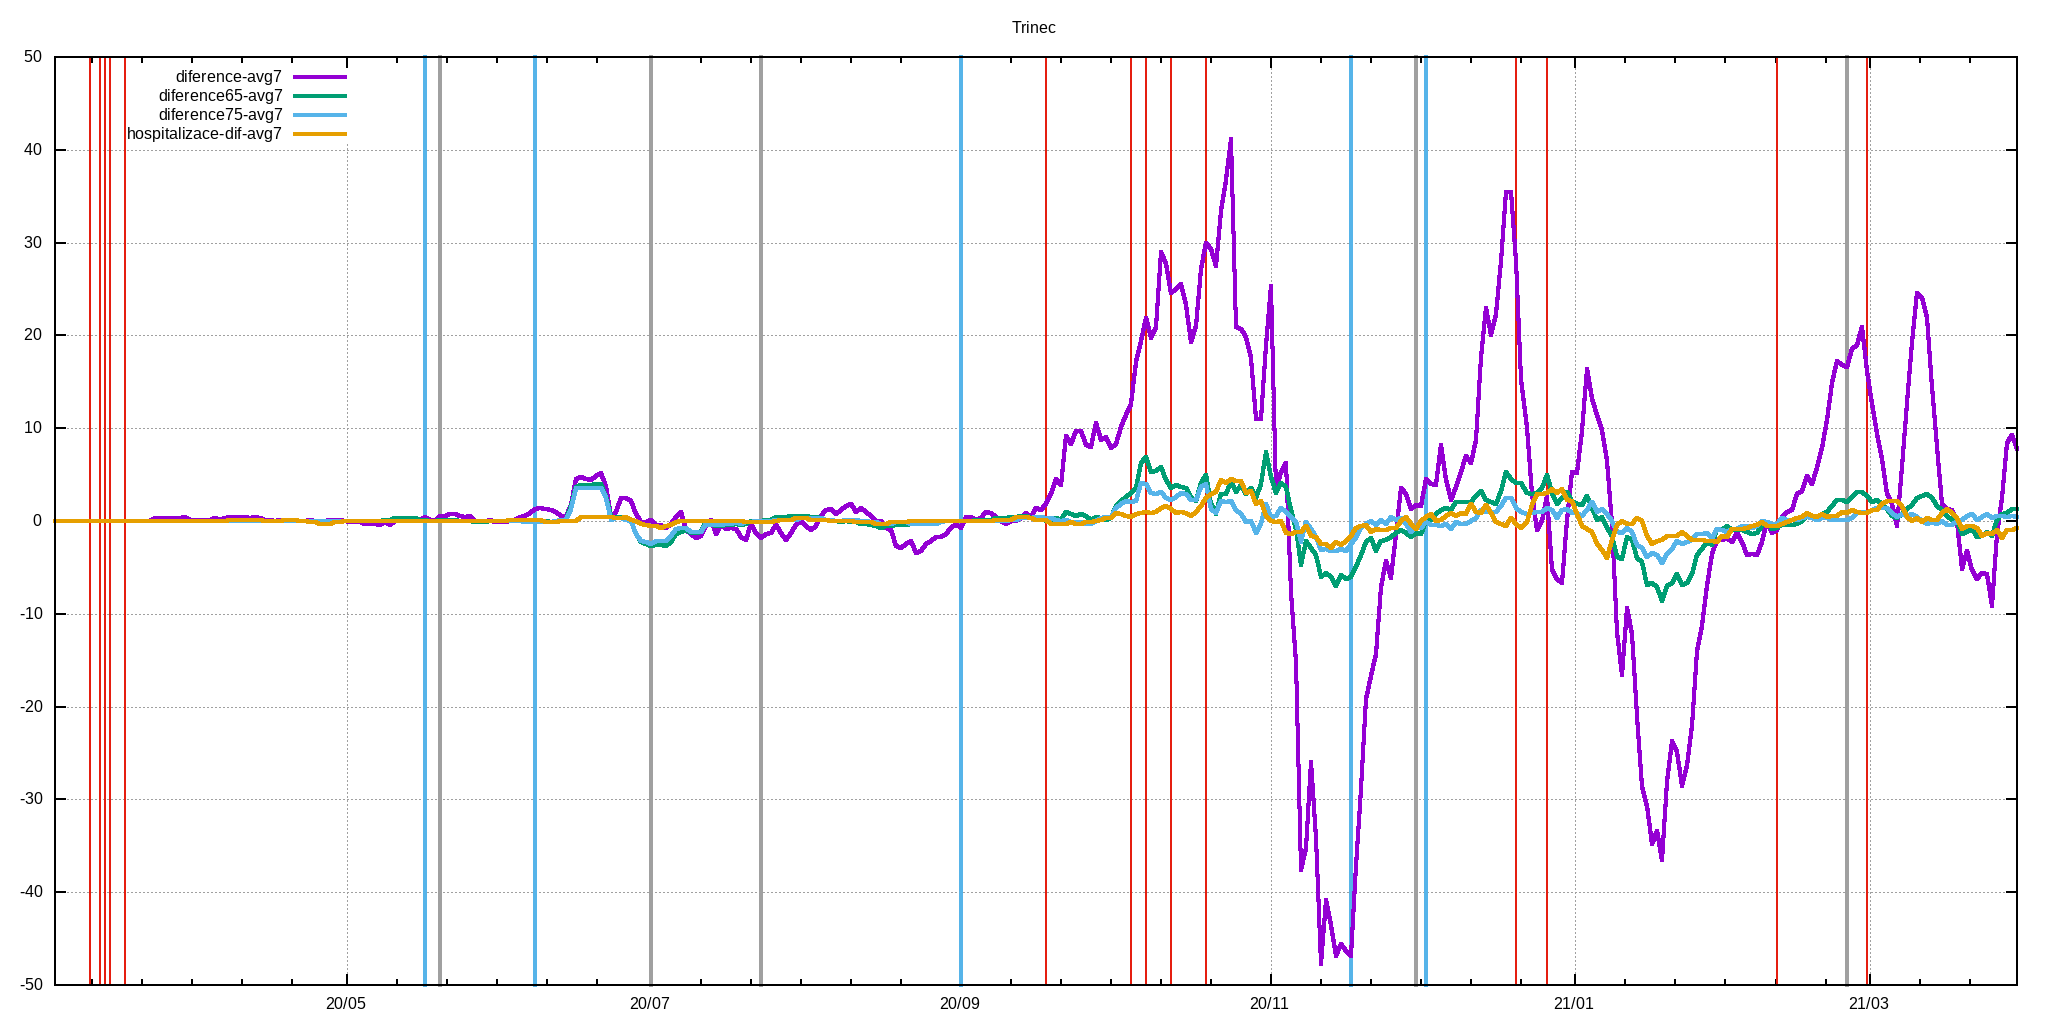 Trinec
50
40
30
20
10
0
-10
-20
-30
-40
-50
diference-avg7
diference65-avg7
diference75-avg7
hospitalizace-dif-avg7
20/05 20/07 20/09 20/11 21/01 21/03